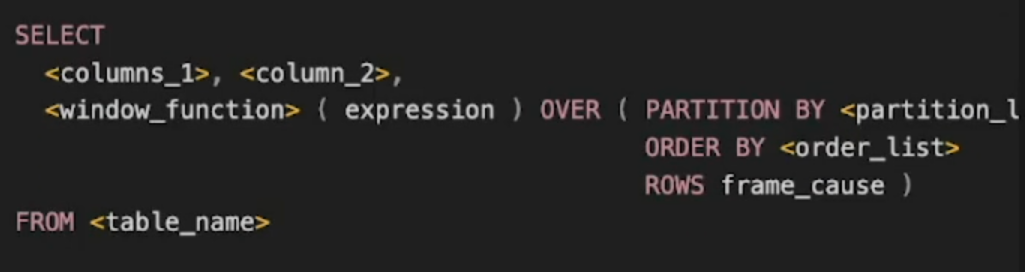 SELECT
<columns_1>, <column_2>,
<window_function> ( expression ) OVER ( PARTITION BY <partition_l
ORDER BY <order_list>
ROWS frame_cause )
FROM <table_name>